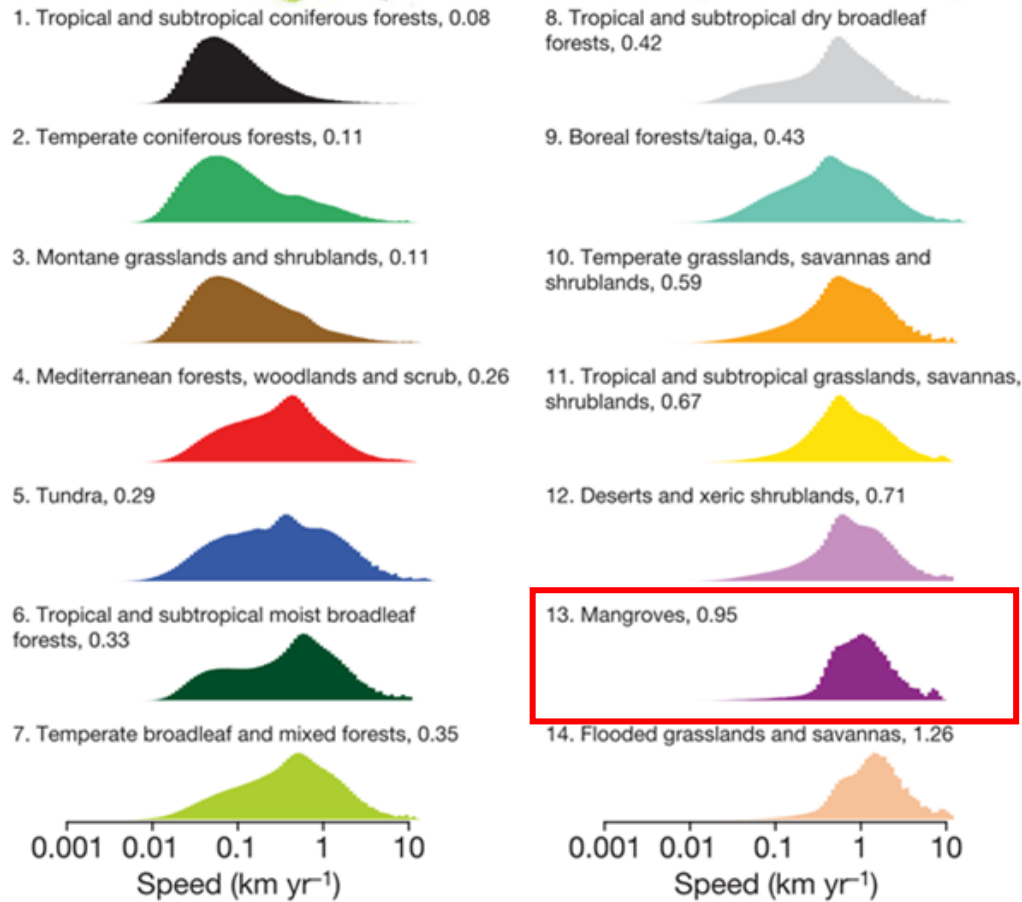 1. Tropical and subtropical coniferous forests, 0.08
2. Temperate coniferous forests, 0.11
3. Montane grasslands and shrublands, 0.11
4. Mediterranean forests, woodlands and scrub, 0.26
5. Tundra, 0.29
6. Tropical and subtropical moist broadleaf
forests, 0.33
7. Temperate broadleaf and mixed forests, 0.35
0.001 0.01 0.1 1 10
Speed (km yr⁻¹)
8. Tropical and subtropical dry broadleaf
forests, 0.42
9. Boreal forests/taiga, 0.43
10. Temperate grasslands, savannas and
shrublands, 0.59
11. Tropical and subtropical grasslands, savannas,
shrublands, 0.67
12. Deserts and xeric shrublands, 0.71
13. Mangroves, 0.95
14. Flooded grasslands and savannas, 1.26
0.001 0.01 0.1 1 10
Speed (km yr⁻¹)